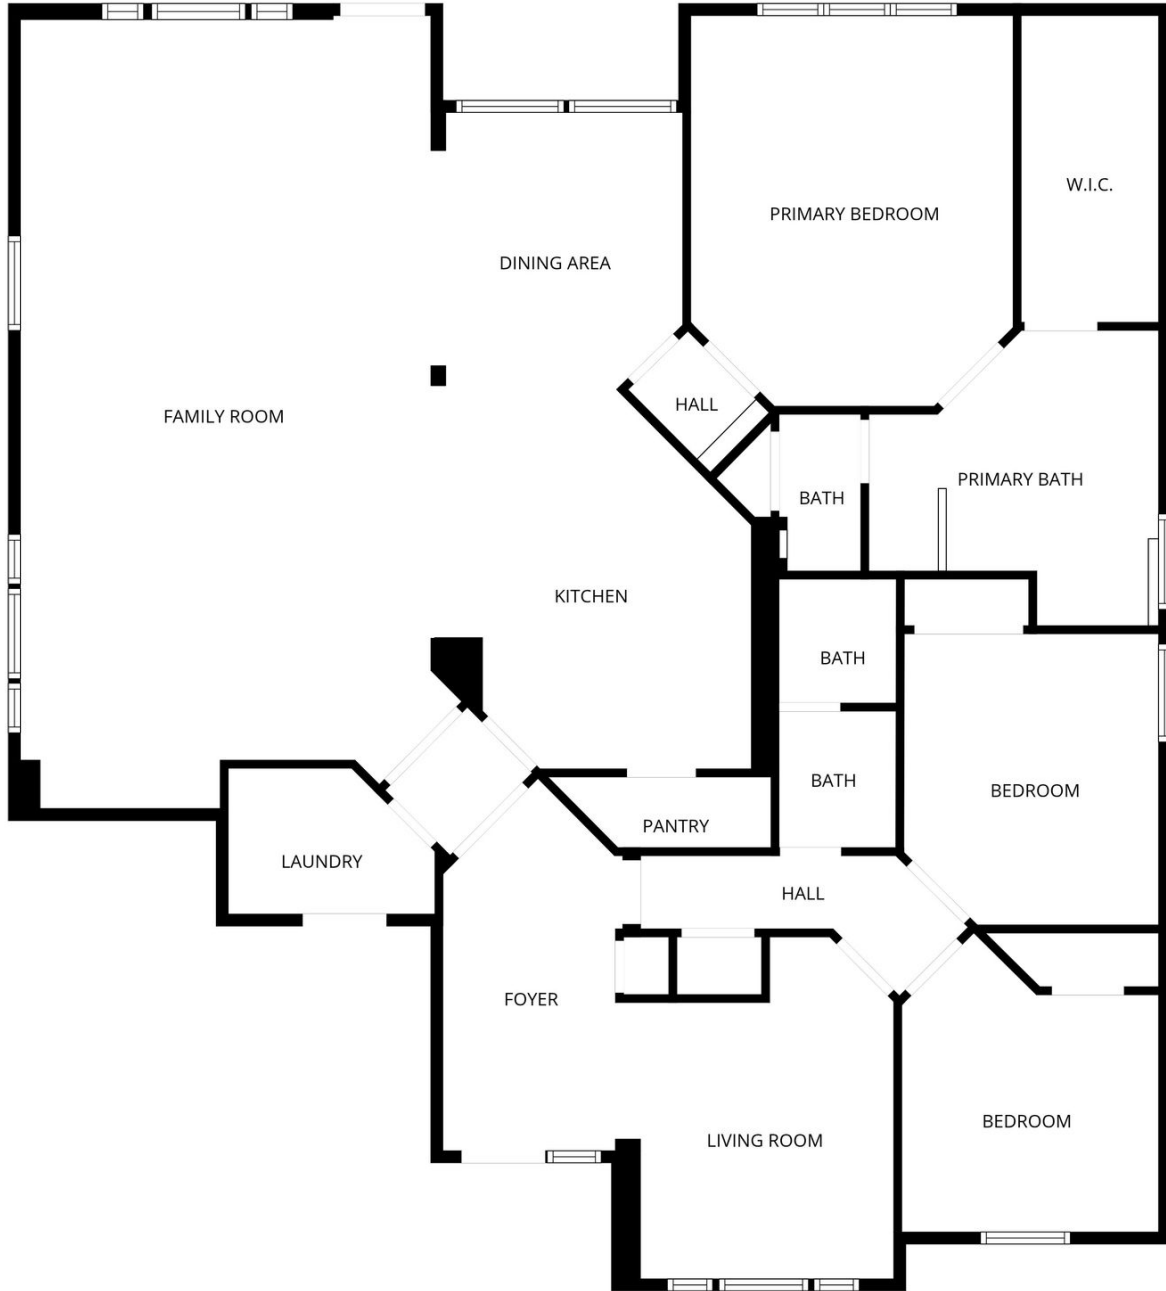 W.I.C.
PRIMARY BEDROOM
DINING AREA
HALL
FAMILY ROOM
PRIMARY BATH
BATH
KITCHEN
BATH
BATH
BEDROOM
PANTRY
LAUNDRY
HALL
FOYER
BEDROOM
LIVING ROOM